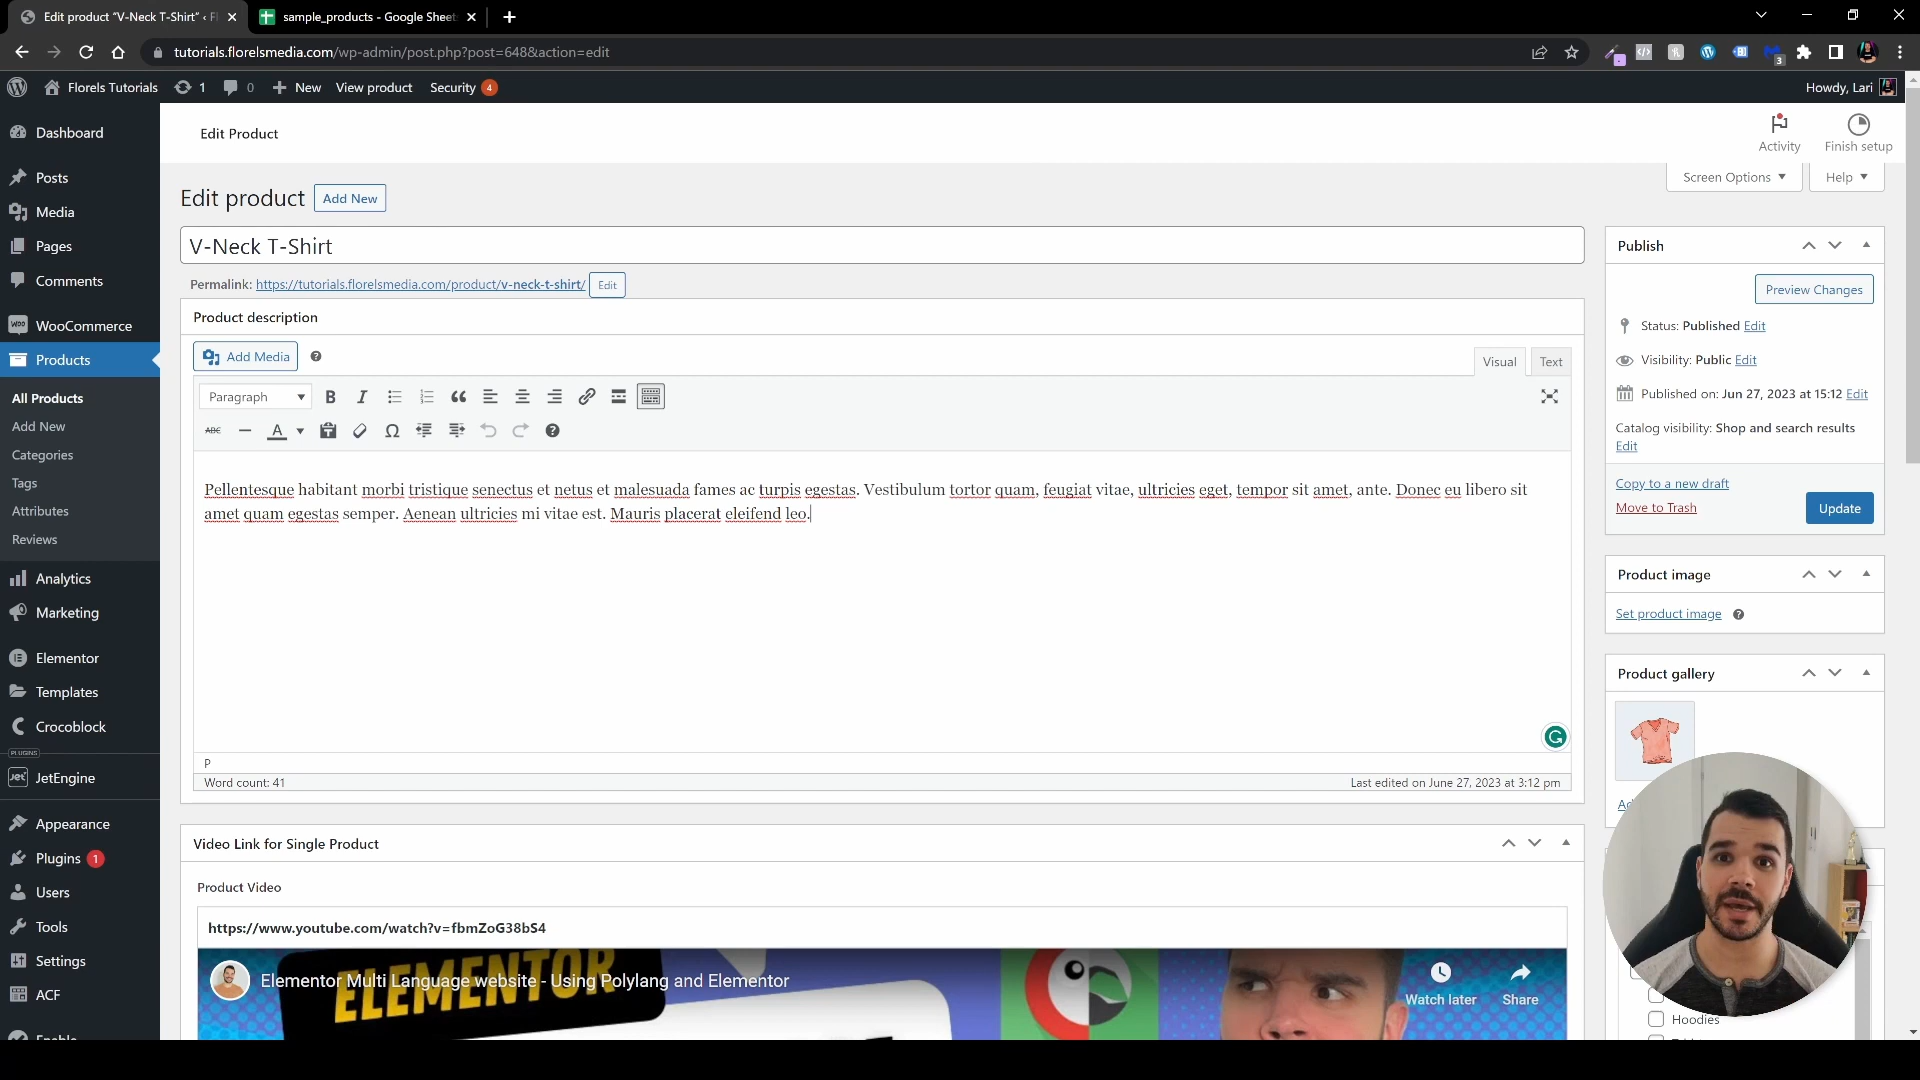 Edit product “V-Neck T-Shirt” ‹ Fl
sample_products - Google Sheets
tutorials.florelsmedia.com/wp-admin/post.php?post=648&action=edit
3
Florels Tutorials
1
0
New
View product
Security
4
Howdy, Lari
Dashboard
Posts
Media
Pages
Comments
WooCommerce
Products
All Products
Add New
Categories
Tags
Attributes
Reviews
Analytics
Marketing
Elementor
Templates
Crocoblock
PLUGINS
JetEngine
Appearance
Plugins 1
Users
Tools
Settings
ACF
Edit Product
Activity
Finish setup
Screen Options
Help
Edit product
Add New
V-Neck T-Shirt
Permalink: https://tutorials.florelsmedia.com/product/v-neck-t-shirt/ Edit
Product description
Add Media
Visual
Text
Paragraph
B
I
ABC
A
Pellentesque habitant morbi tristique senectus et netus et malesuada fames ac turpis egestas. Vestibulum tortor quam, feugiat vitae, ultricies eget, tempor sit amet, ante. Donec eu libero sit
amet quam egestas semper. Aenean ultricies mi vitae est. Mauris placerat eleifend leo.
P
Word count: 41
Last edited on June 27, 2023 at 3:12 pm
Video Link for Single Product
Product Video
https://www.youtube.com/watch?v=fbmZoG38bS4
ELEMENTOR
Elementor Multi Language website - Using Polylang and Elementor
Watch later
Share
Publish
Preview Changes
Status: Published Edit
Visibility: Public Edit
Published on: Jun 27, 2023 at 15:12 Edit
Catalog visibility: Shop and search results
Edit
Copy to a new draft
Move to Trash
Update
Product image
Set product image
Product gallery
Hoodies